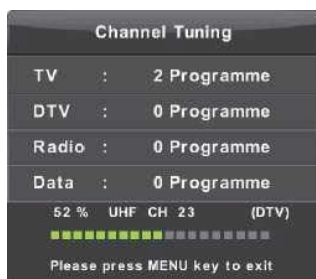 Channel Tuning
TV : 2 Programme
DTV : 0 Programme
Radio : 0 Programme
Data : 0 Programme
52 % UHF CH 23 (DTV)
Please press MENU key to exit